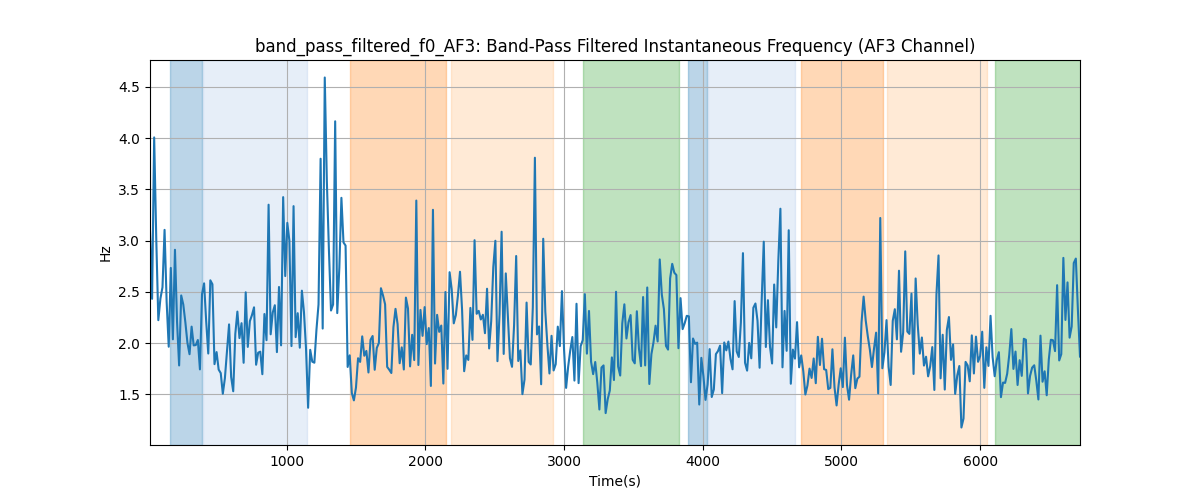 band_pass_filtered_f0_AF3: Band-Pass Filtered Instantaneous Frequency (AF3 Channel)
4.5
4.0
3.5
3.0
2.5
2.0
1.5
Hz
1000 2000 3000 4000 5000 6000
Time(s)